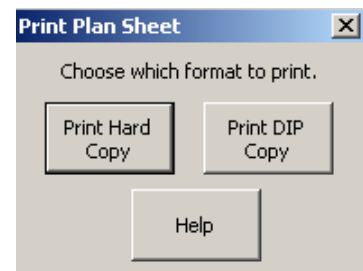 Print Plan Sheet
Choose which format to print.
Print Hard
Copy
Print DIP
Copy
Help